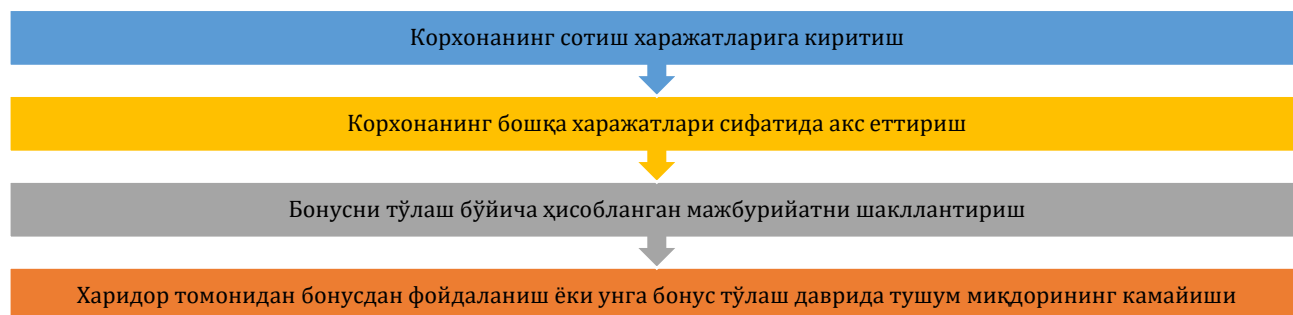 Корхонанинг сотиш харажатларига киритиш
Корхонанинг бошқа харажатлари сифатида акс еттириш
Бонусни тўлаш бўйича ҳисобланган мажбурийатни шакллантириш
Харидор томонидан бонусдан фойдаланиш ёки унга бонус тўлаш даврида тушум миқдорининг камайиши